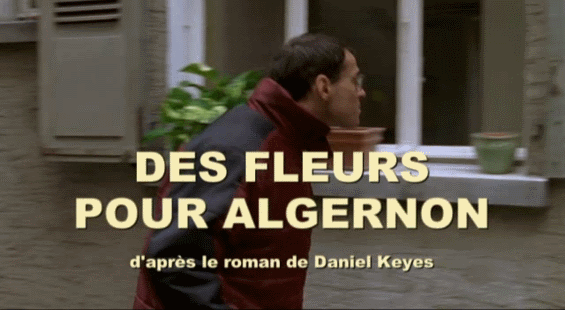 DES FLEURS
POUR ALGERNON
d'après le roman de Daniel Keyes